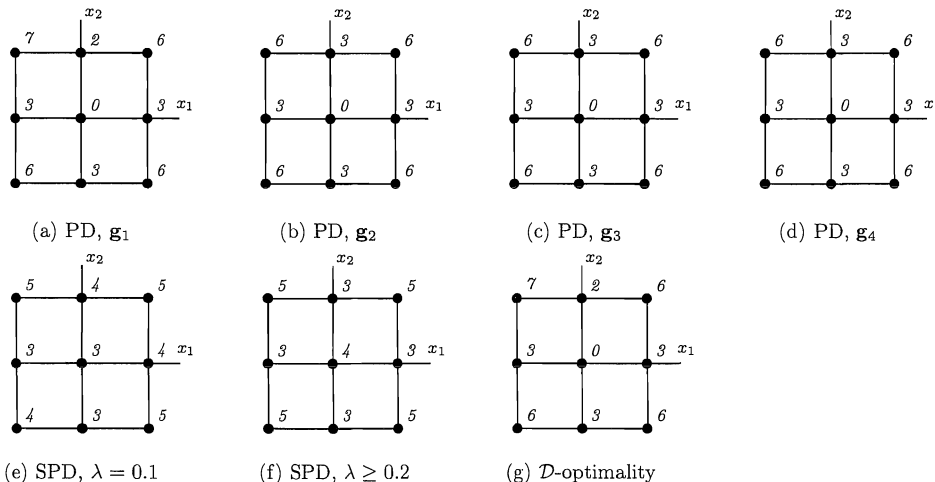 x₂ x₂ x₂ x₂
7 2 6 6 3 6 6 3 6 6 3 6
3 0 3 x₁ 3 0 3 x₁ 3 0 3 x₁ 3 0 3 x
6 3 6 6 3 6 6 3 6 6 3 6
(a) PD, g₁ (b) PD, g₂ (c) PD, g₃ (d) PD, g₄
x₂ x₂ x₂
5 4 5 5 3 5 7 2 6
3 3 4 x₁ 3 4 3 x₁ 3 0 3 x₁
4 3 5 5 3 5 6 3 6
(e) SPD, λ = 0.1 (f) SPD, λ ≥ 0.2 (g) 𝒟-optimality